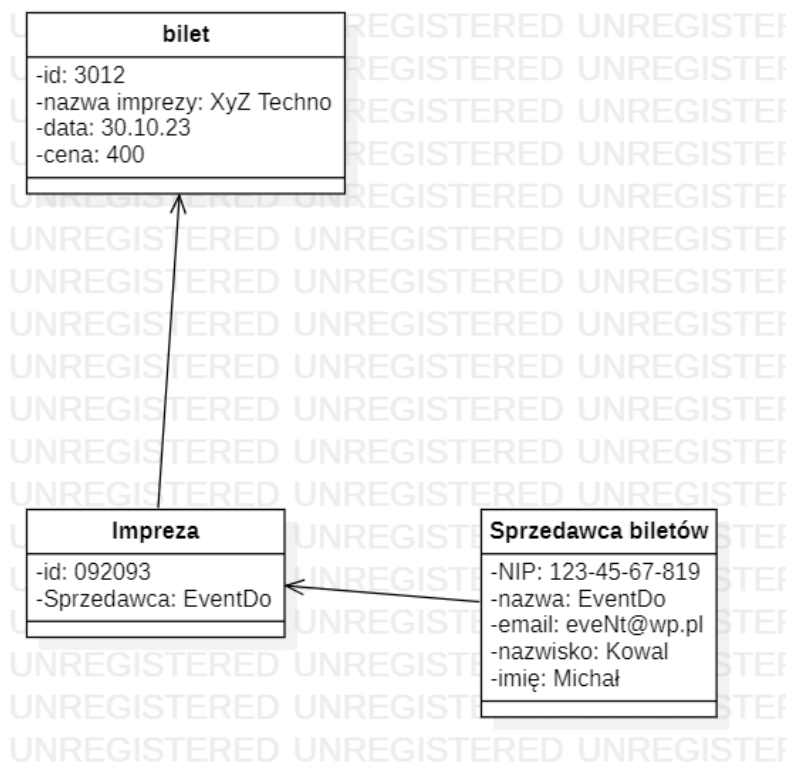 bilet
-id: 3012
-nazwa imprezy: XyZ Techno
-data: 30.10.23
-cena: 400
Impreza
-id: 092093
-Sprzedawca: EventDo
Sprzedawca biletów
-NIP: 123-45-67-819
-nazwa: EventDo
-email: eveNt@wp.pl
-nazwisko: Kowal
-imię: Michał
UNREGISTERED UNREGISTERED